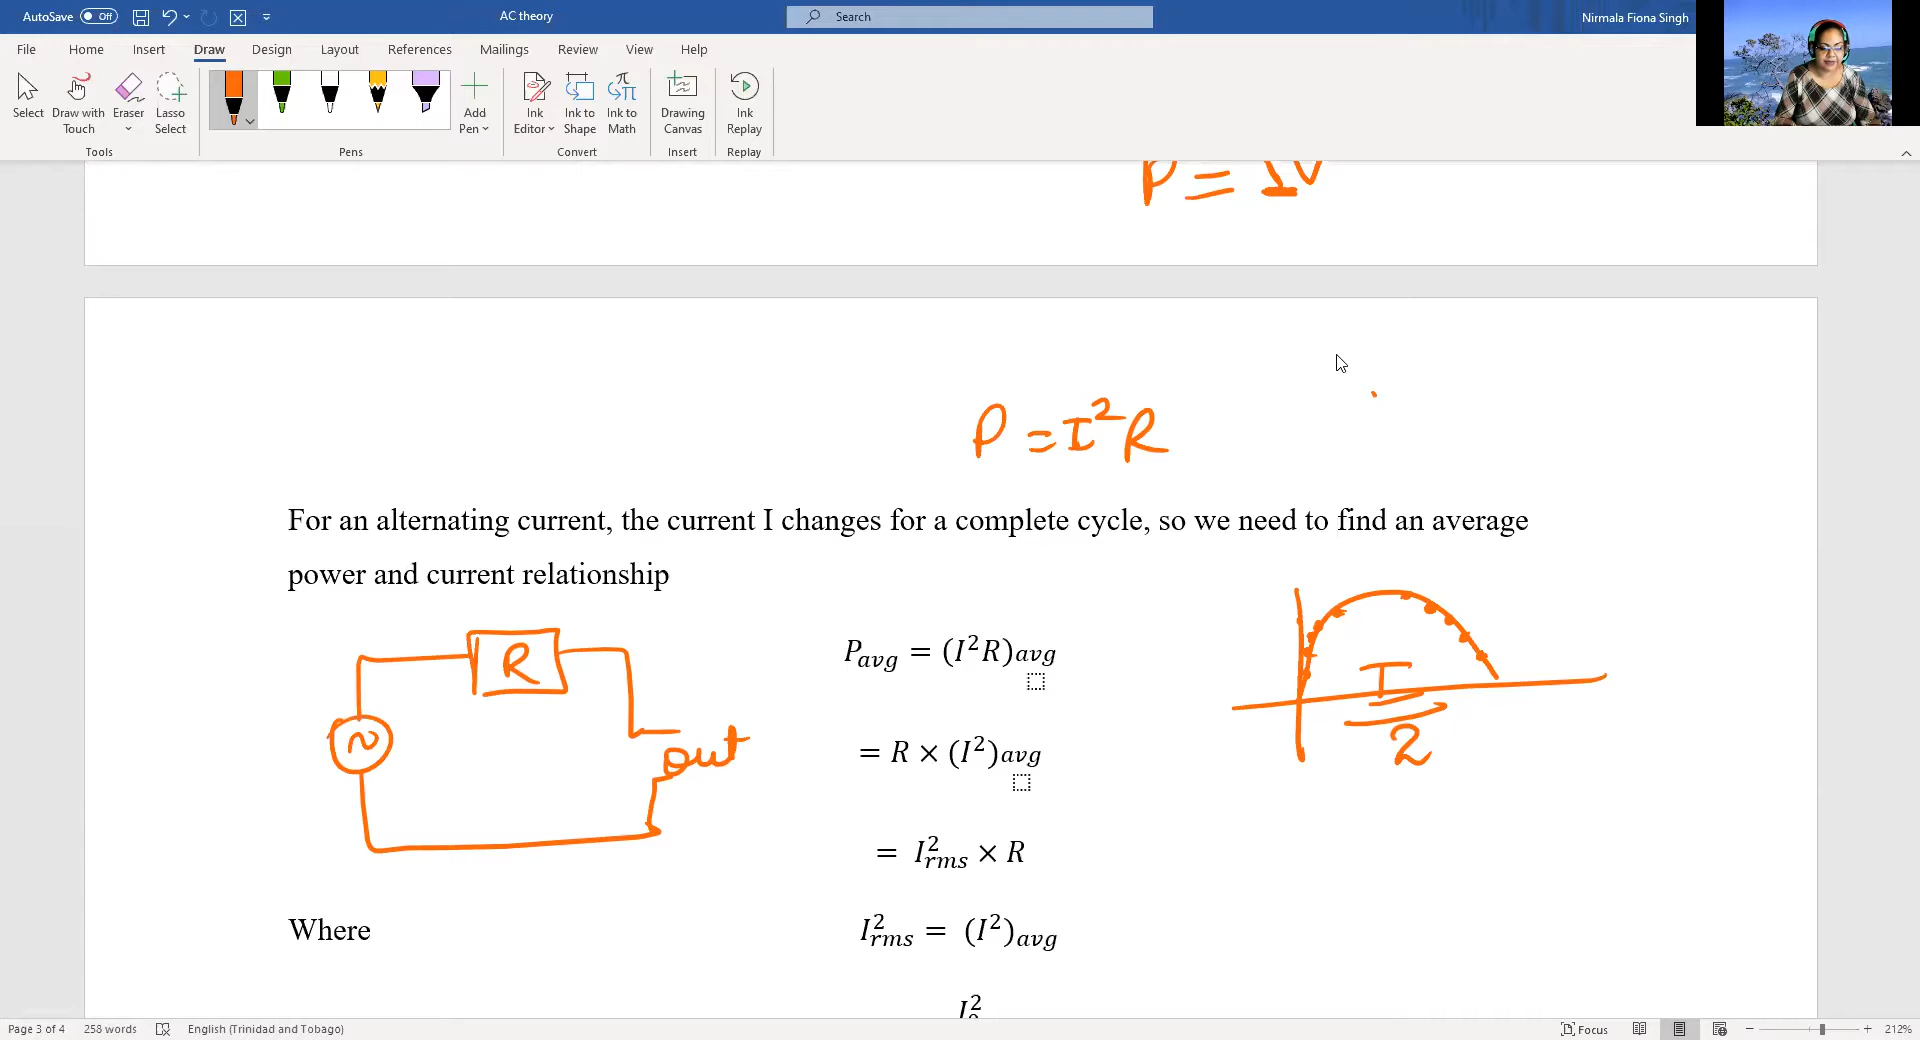 AutoSave Off AC theory Search Nirmala Fiona Singh
File Home Insert Draw Design Layout References Mailings Review View Help
Select Draw with Touch Eraser Lasso Select Add Pen Ink Editor Ink to Shape Ink to Math Drawing Canvas Ink Replay
Tools Pens Convert Insert Replay
P = IV
P = I²R
For an alternating current, the current I changes for a complete cycle, so we need to find an average
power and current relationship
R
out
P_avg = (I²R)avg
= R × (I²)avg
= I²_rms × R
Where I²_rms = (I²)_avg
2
Page 3 of 4 258 words English (Trinidad and Tobago) Focus 212%